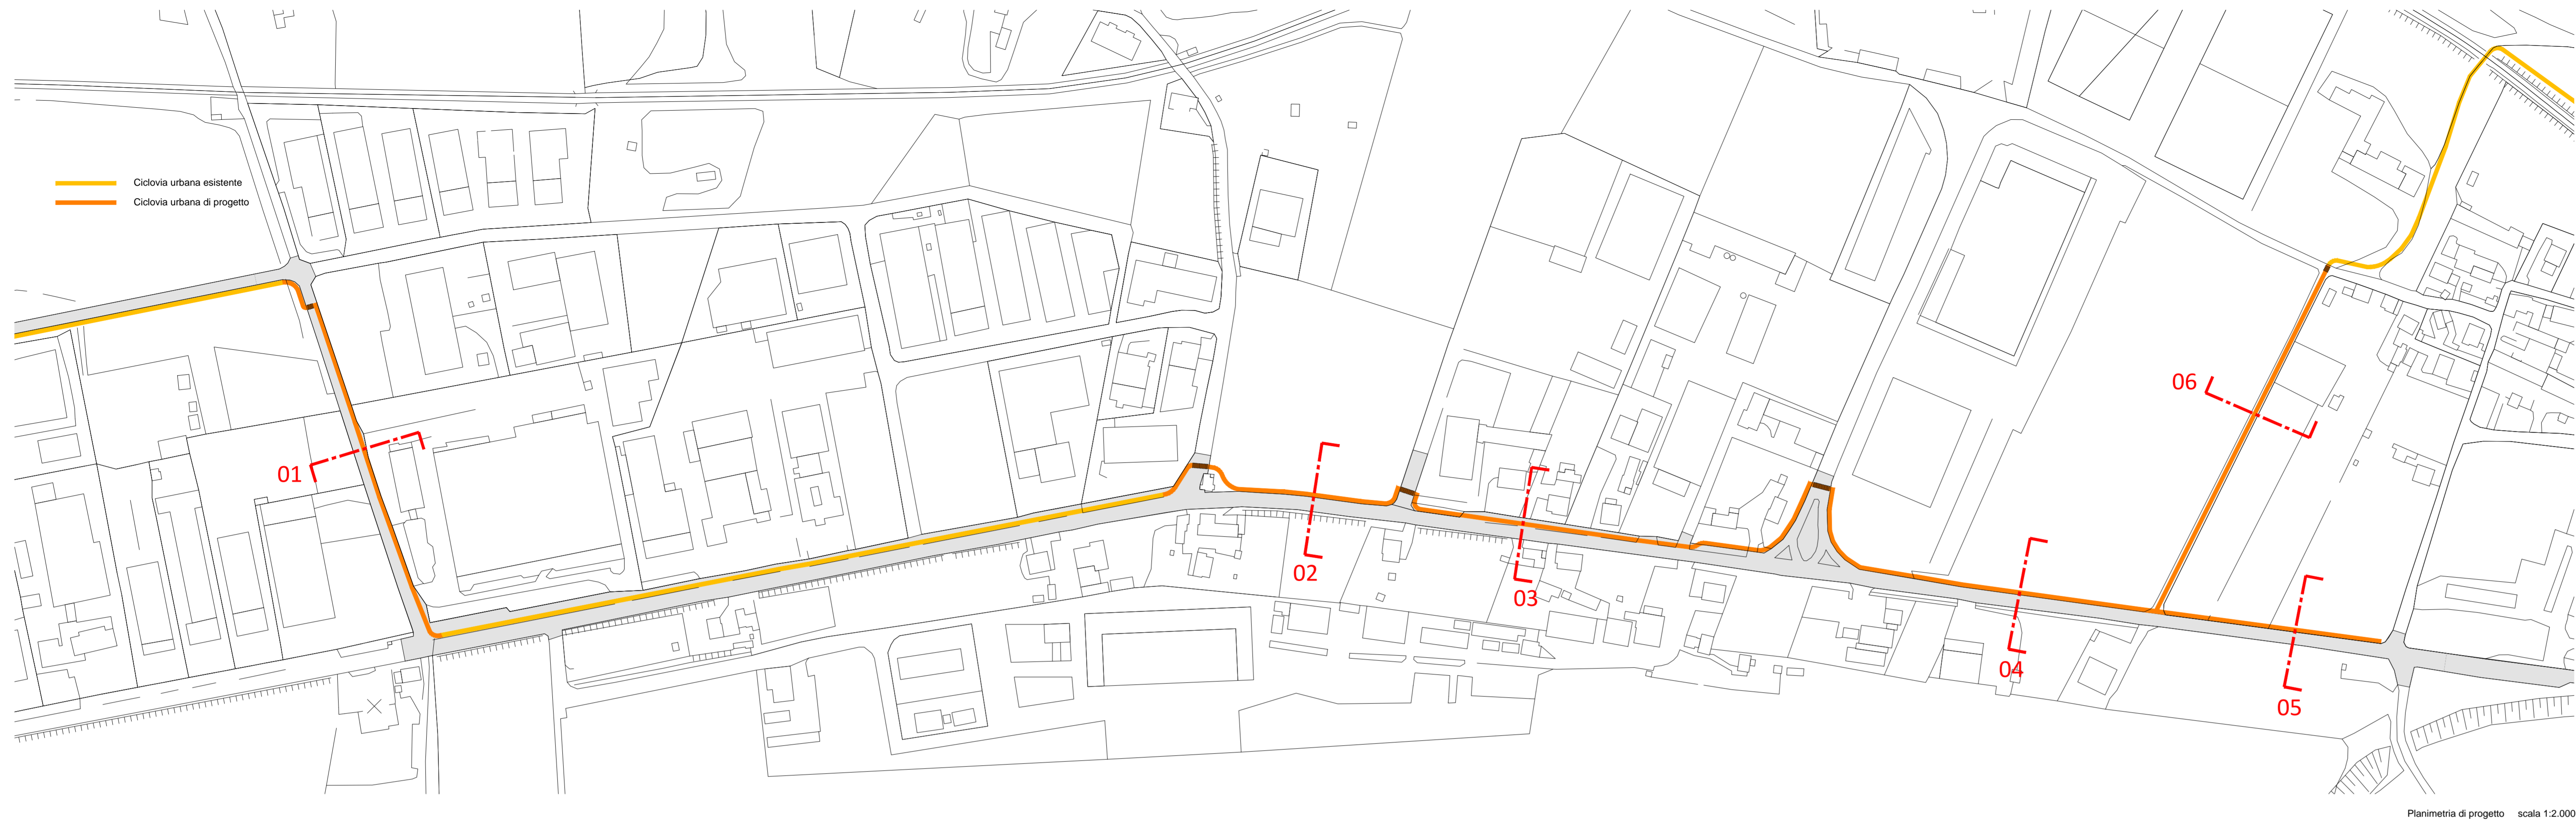 Ciclovia urbana esistente
Ciclovia urbana di progetto
06
01
02
03
04
05
Planimetria di progetto scala 1:2.000